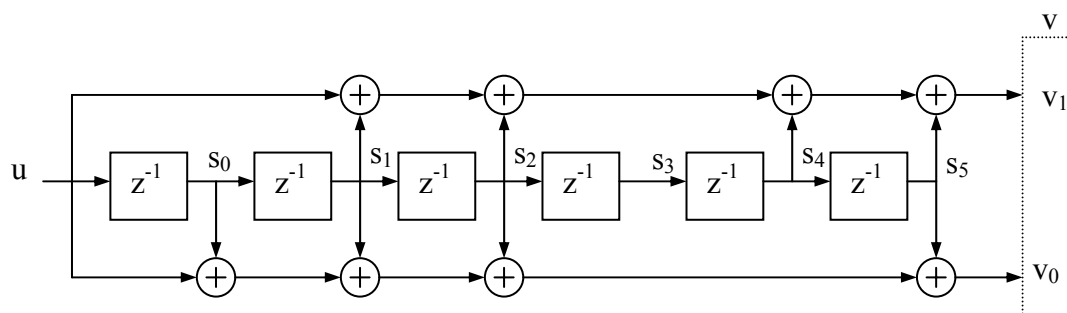 v
+ + + +
v₁
u
z⁻¹ s₀ z⁻¹ s₁ z⁻¹ s₂ z⁻¹ s₃ z⁻¹ s₄ z⁻¹ s₅
+ + + +
v₀